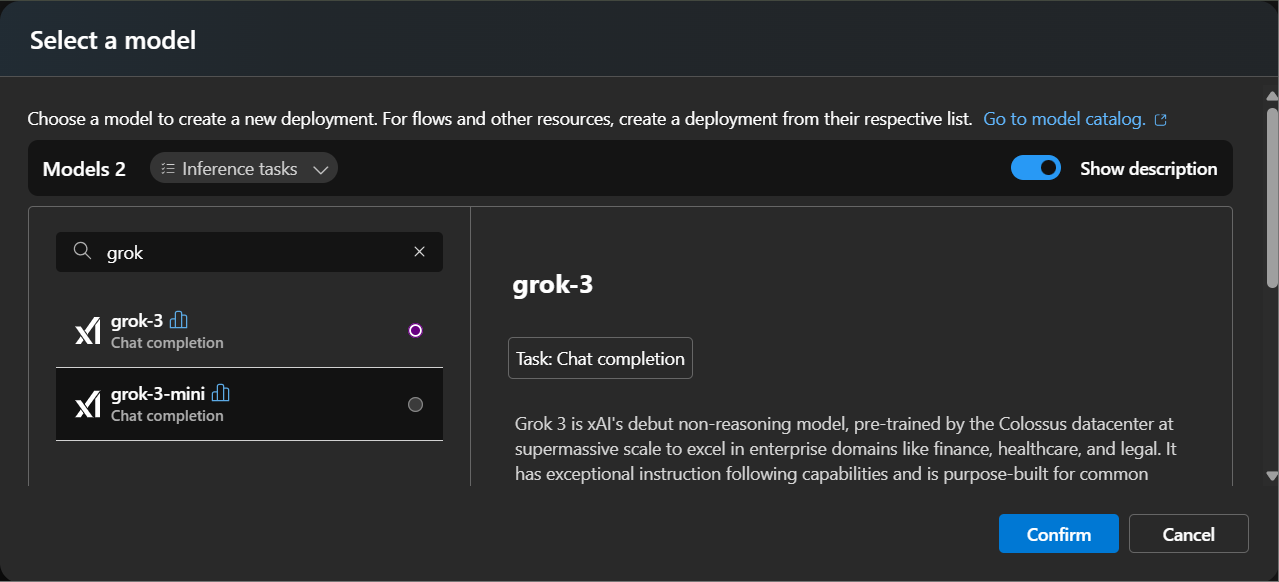 Select a model
Choose a model to create a new deployment. For flows and other resources, create a deployment from their respective list. Go to model catalog.
Models 2 Inference tasks Show description
grok
grok-3
Chat completion
grok-3-mini
Chat completion
grok-3
Task: Chat completion
Grok 3 is xAI's debut non-reasoning model, pre-trained by the Colossus datacenter at
supermassive scale to excel in enterprise domains like finance, healthcare, and legal. It
has exceptional instruction following capabilities and is purpose-built for common
Confirm Cancel